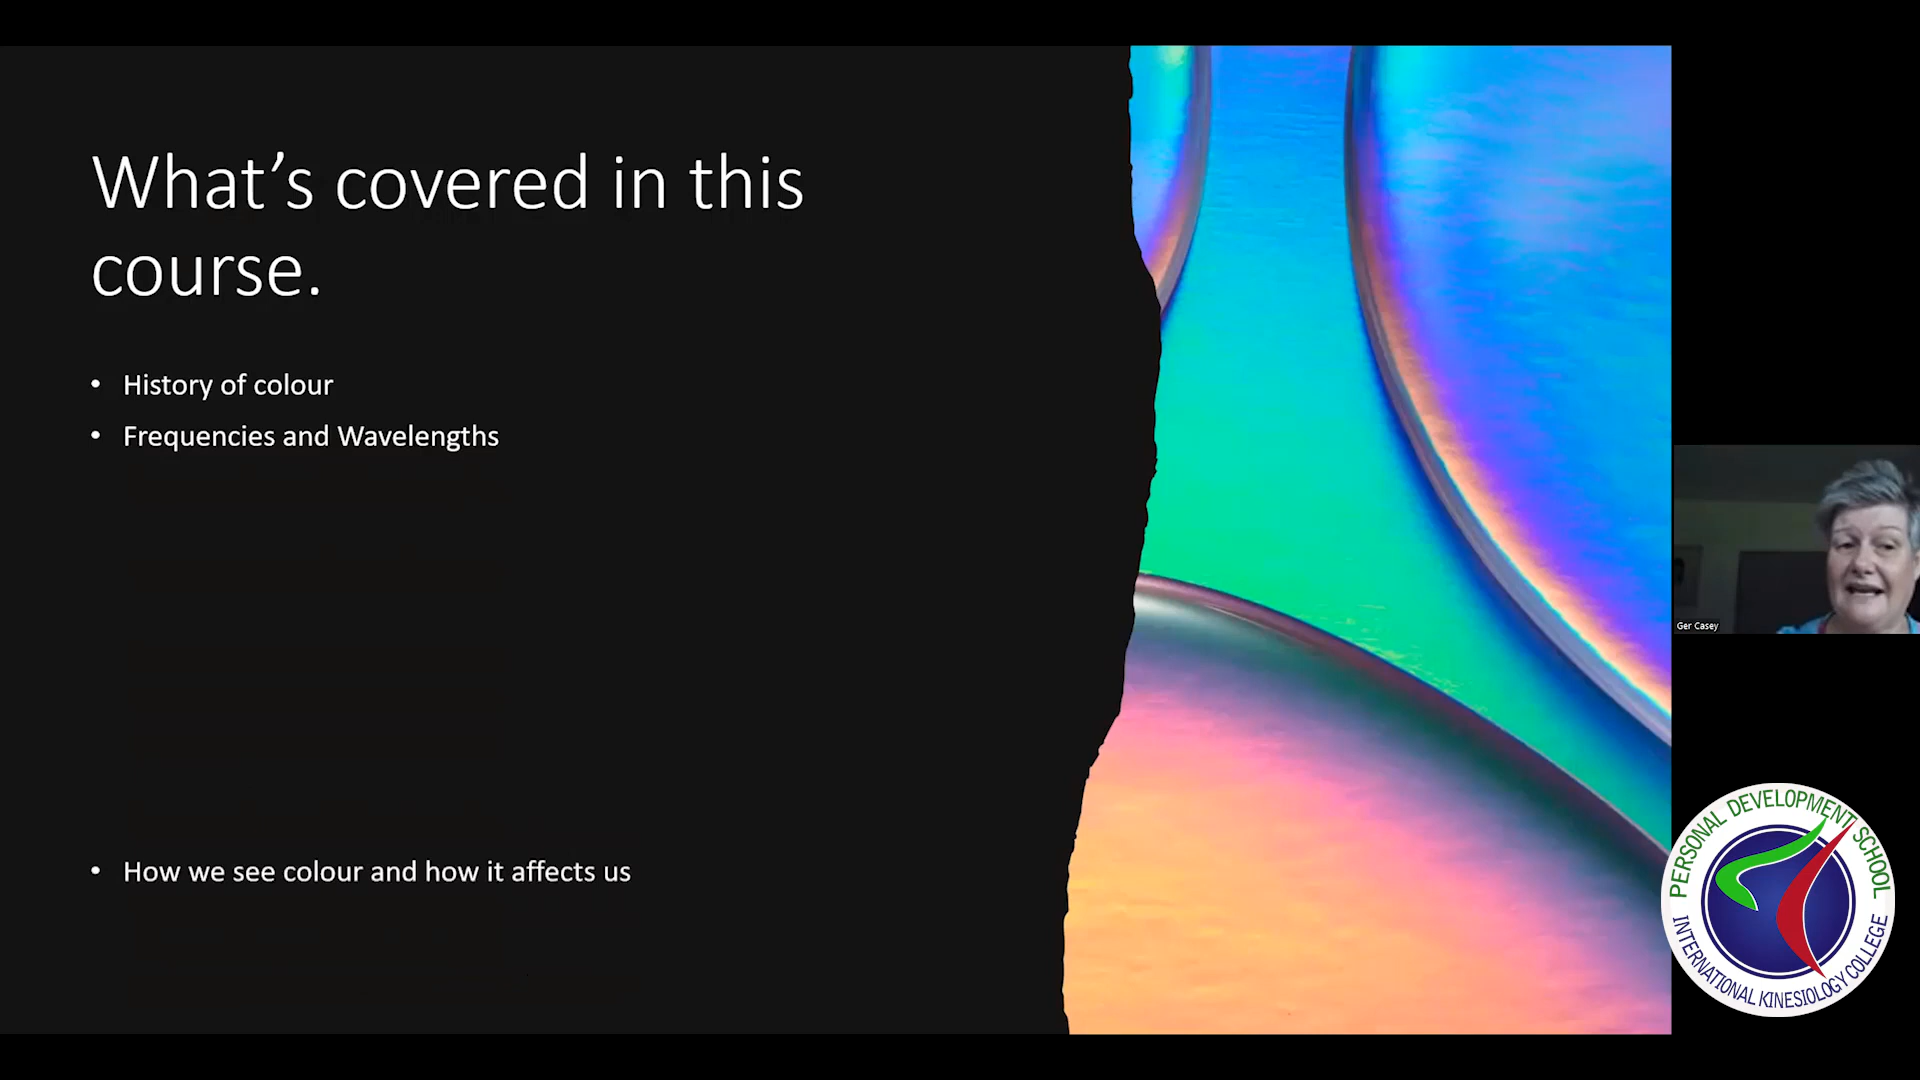 What’s covered in this
course.
• History of colour
• Frequencies and Wavelengths
• How we see colour and how it affects us
Ger Casey
PERSONAL DEVELOPMENT SCHOOL
INTERNATIONAL KINESIOLOGY COLLEGE